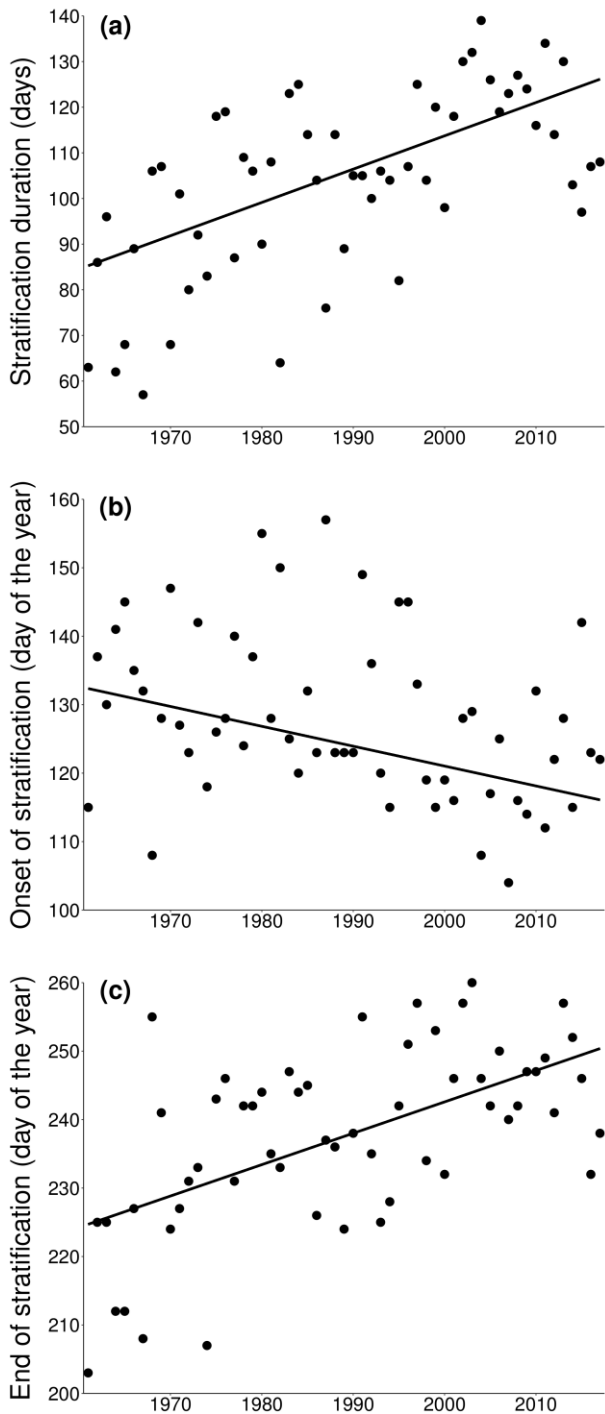 (a)
Stratification duration (days)
140
130
120
110
100
90
80
70
60
50
1970 1980 1990 2000 2010
(b)
Onset of stratification (day of the year)
160
150
140
130
120
110
100
1970 1980 1990 2000 2010
(c)
End of stratification (day of the year)
260
250
240
230
220
210
200
1970 1980 1990 2000 2010